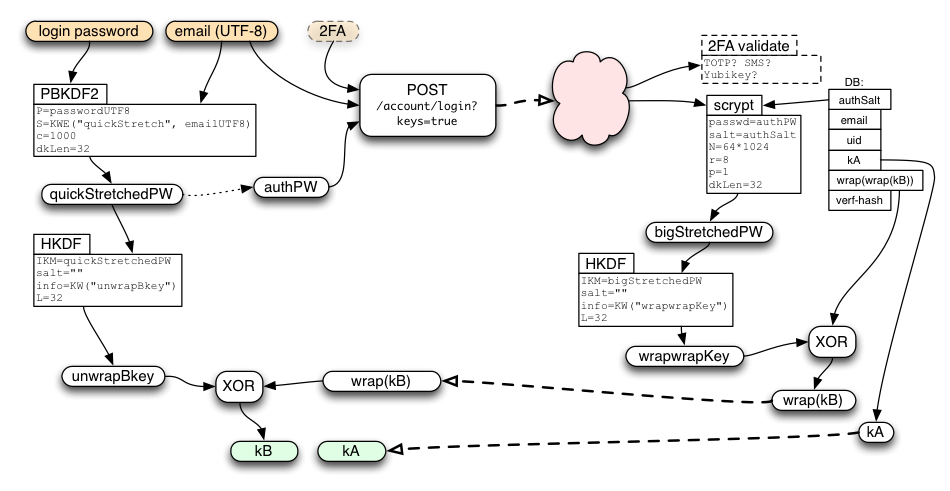 login password
email (UTF-8)
2FA
PBKDF2
P=passwordUTF8
S=KWE("quickStretch", emailUTF8)
c=1000
dkLen=32
POST
/account/login?
keys=true
2FA validate
TOTP? SMS?
Yubikey?
DB:
authSalt
email
uid
kA
wrap(wrap(kB))
verf-hash
scrypt
passwd=authPW
salt=authSalt
N=64*1024
r=8
p=1
dkLen=32
quickStretchedPW
authPW
bigStretchedPW
HKDF
IKM=quickStretchedPW
salt=""
info=KW("unwrapBkey")
L=32
HKDF
IKM=bigStretchedPW
salt=""
info=KW("wrapwrapKey")
L=32
wrapwrapKey
XOR
unwrapBkey
XOR
wrap(kB)
wrap(kB)
kA
kB
kA